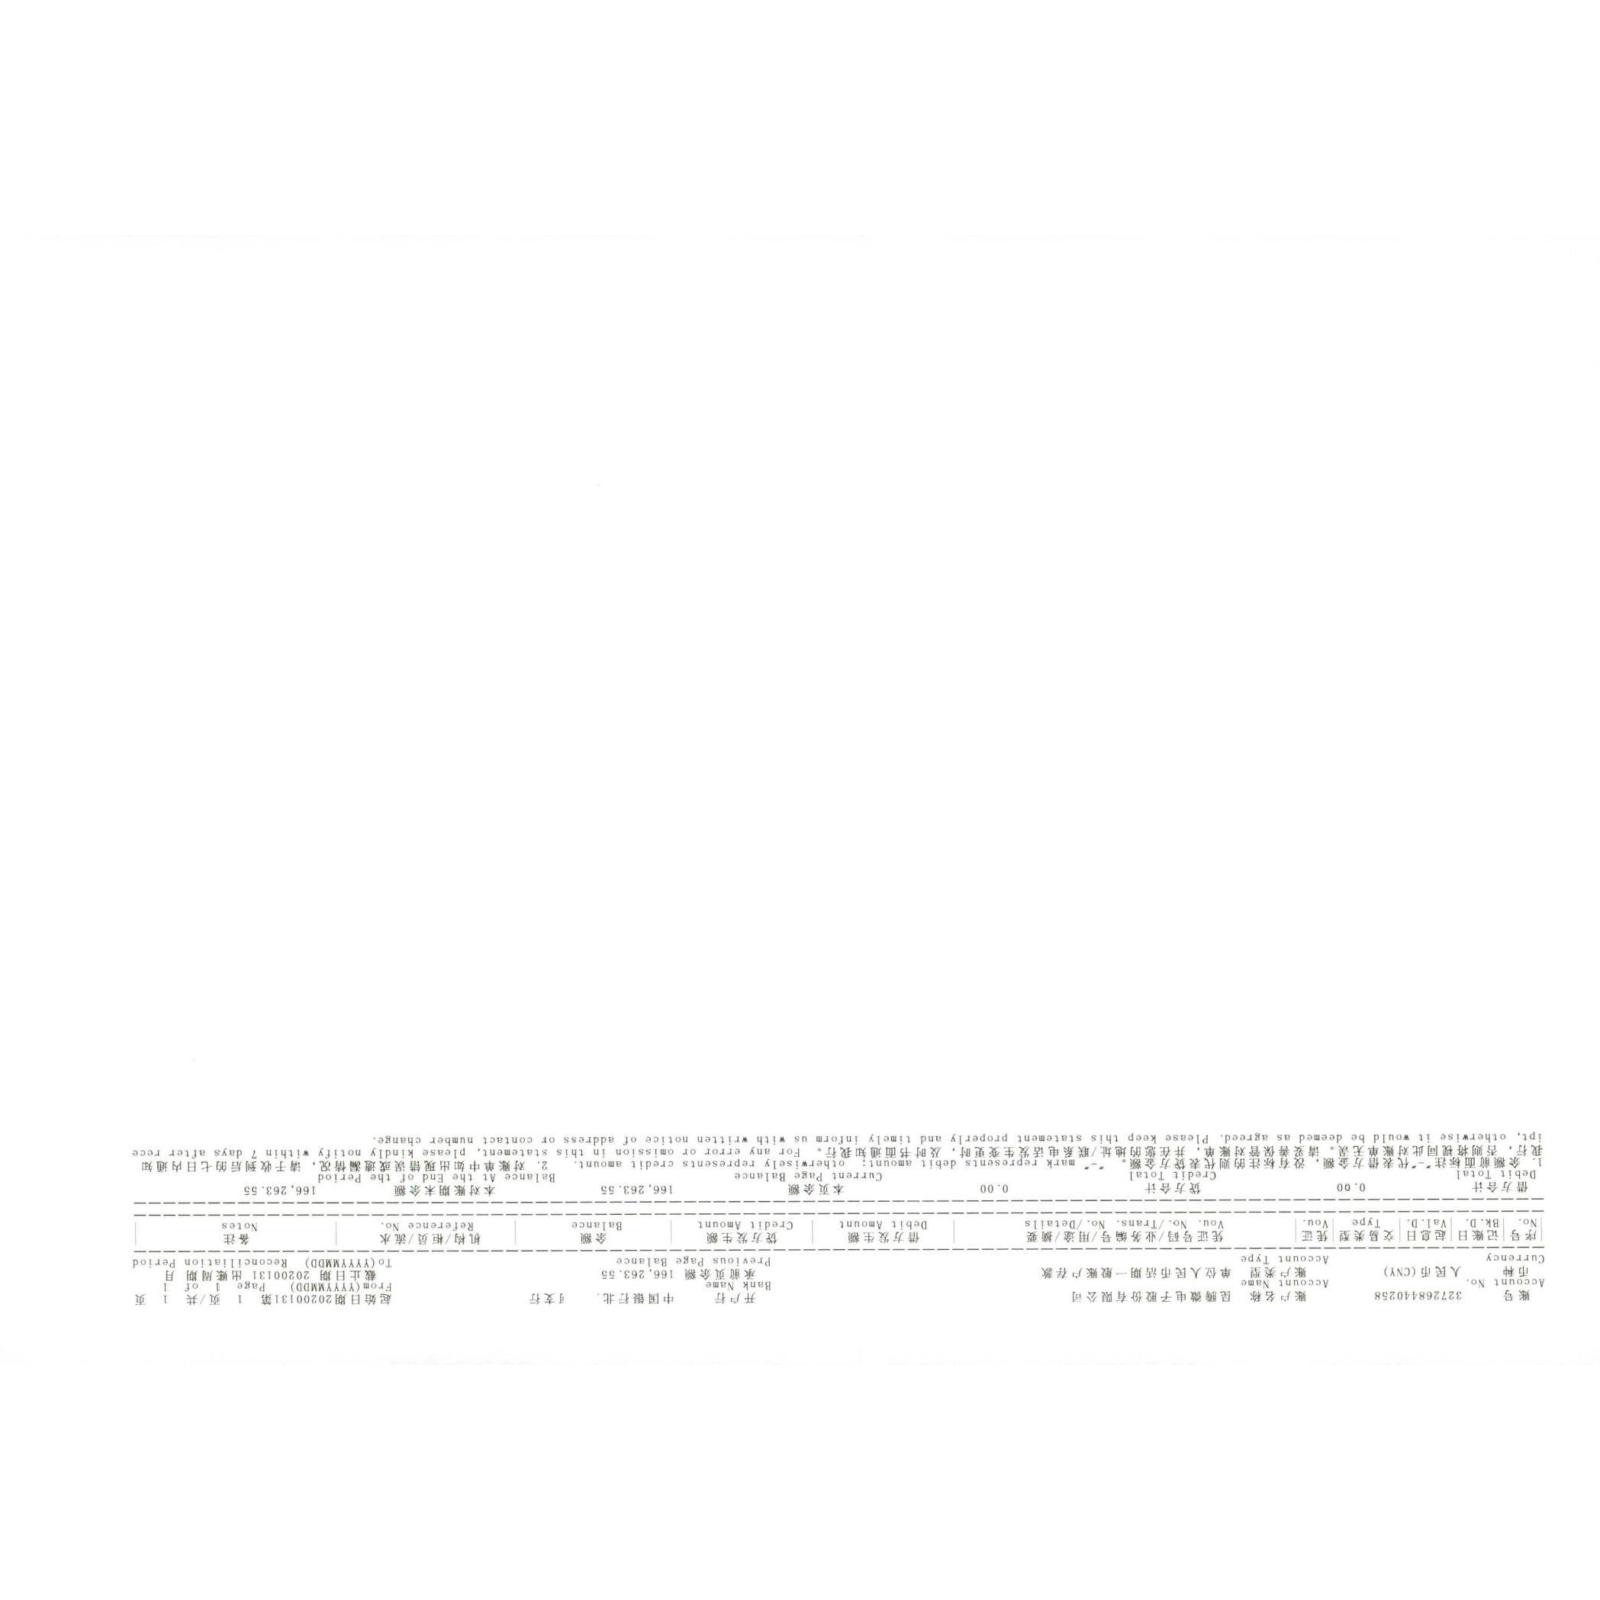 账号 327268440258 账户名称 昆腾微电子股份有限公司 开户行 中国银行北. 支行 起始日期20200131第 1 页/共 1 页
Account No. Account Name Bank Name From(YYYYMMDD) Page 1 of 1
币种 人民币(CNY) 账户类型 单位人民币活期一般账户存款 承前余额 166,263.55 截止日期 20200131 出账周期 月
Currency Account Type Previous Page Balance To(YYYYMMDD) Reconciliation Period
序号 记账日 起息日 交易类型 凭证 凭证号码/业务编号/用途/摘要 借方发生额 贷方发生额 余额 机构/柜员/流水 备注
No. Bk.D. Val.D. Type Vou. Vou. No./Trans. No./Details Debit Amount Credit Amount Balance Reference No. Notes
借方合计 0.00 贷方合计 0.00 本页余额 166,263.55 本对账期末余额 166,263.55
Debit Total Credit Total Current Page Balance Balance At the End of the Period
1. 余额前面标注"-"代表借方金额，没有标注的则代表贷方金额。 "-" mark represents debit amount; otherwisely represents credit amount. 2. 对账单中如出现错误或遗漏情况，请于收到后的七日内通知
我行，否则将视同此对账单无误。请妥善保管对账单，并在您的地址/联系电话发生变更时，及时书面通知我行。 For any error or omission in this statement, please kindly notify within 7 days after rece
ipt, otherwise it would be deemed as agreed. Please keep this statement properly and timely inform us with written notice of address or contact number change.